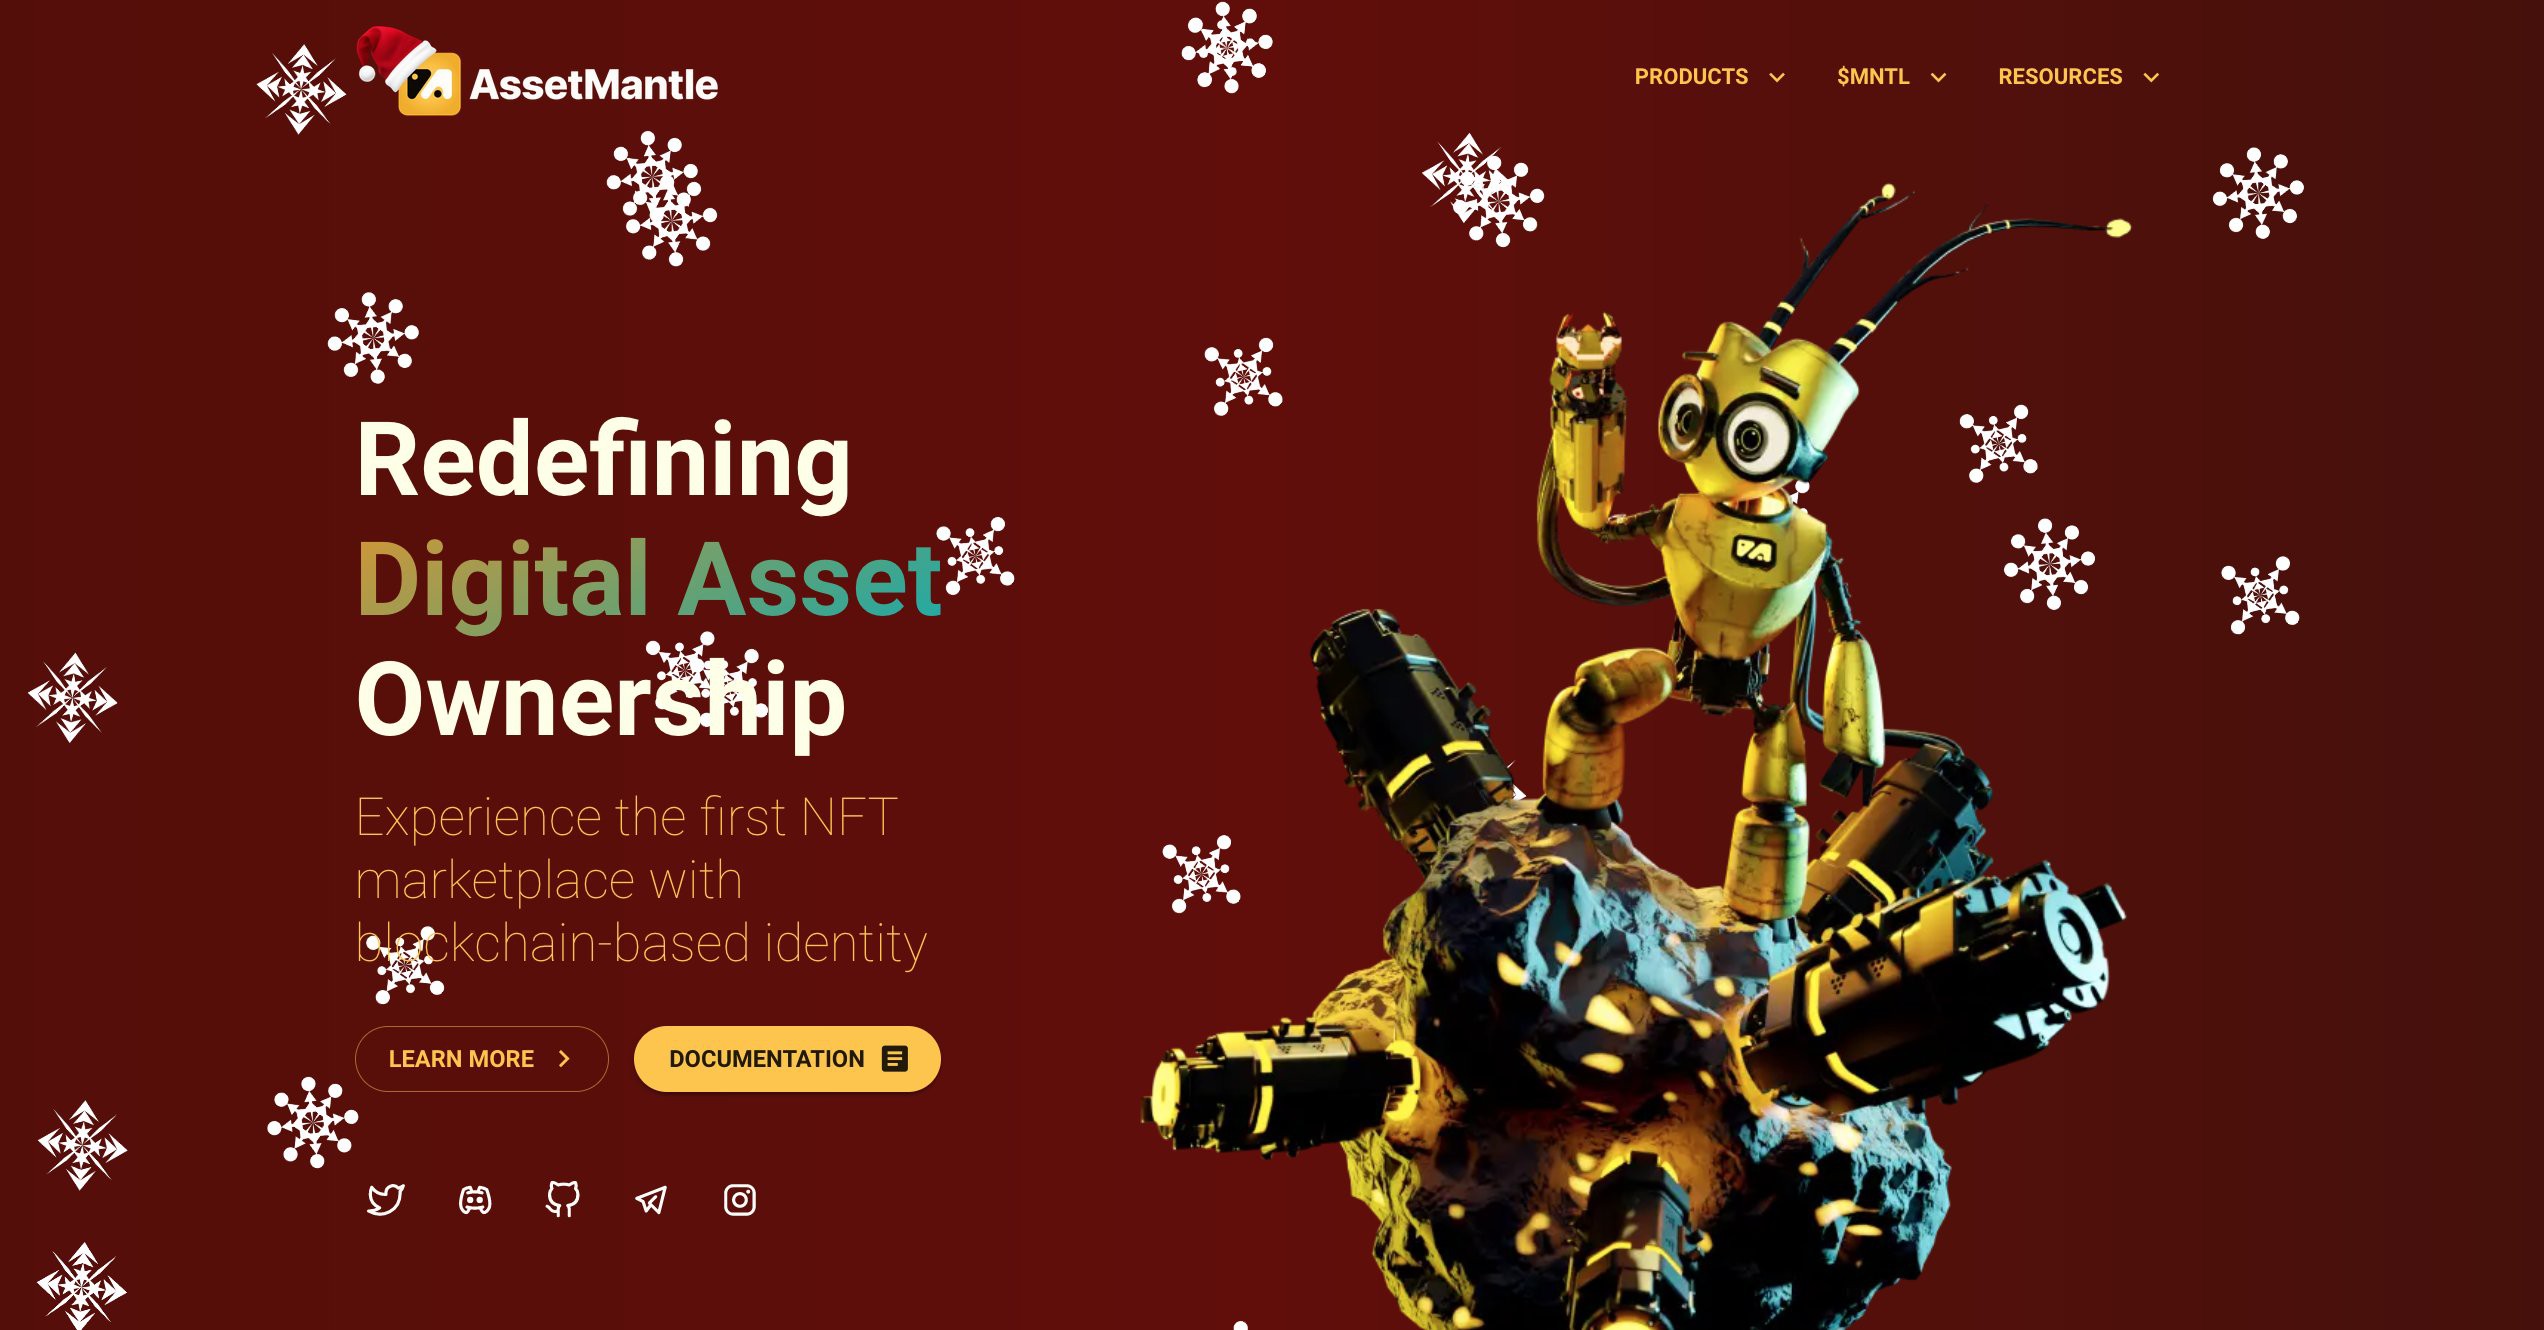 AssetMantle
PRODUCTS
$MNTL
RESOURCES
Redefining
Digital Asset
Ownership
Experience the first NFT
marketplace with
blockchain-based identity
LEARN MORE
DOCUMENTATION